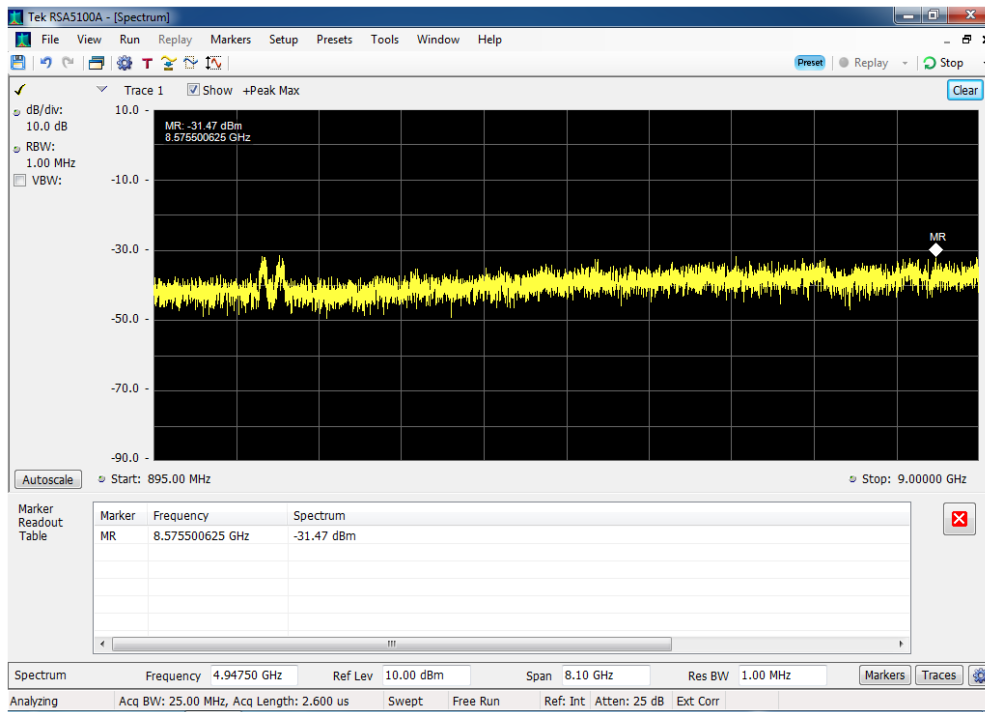 Tek RSA5100A - [Spectrum]
File View Run Replay Markers Setup Presets Tools Window Help
T Preset Replay Stop
Trace 1 Show +Peak Max Clear
dB/div:
10.0 dB
RBW:
1.00 MHz
VBW:
10.0
-10.0
-30.0
-50.0
-70.0
-90.0
MR: -31.47 dBm
8.575500625 GHz
MR
Autoscale Start: 895.00 MHz Stop: 9.00000 GHz
Marker
Readout
Table
Marker Frequency Spectrum
MR 8.575500625 GHz -31.47 dBm
Spectrum Frequency 4.94750 GHz Ref Lev 10.00 dBm Span 8.10 GHz Res BW 1.00 MHz Markers Traces
Analyzing Acq BW: 25.00 MHz, Acq Length: 2.600 us Swept Free Run Ref: Int Atten: 25 dB Ext Corr